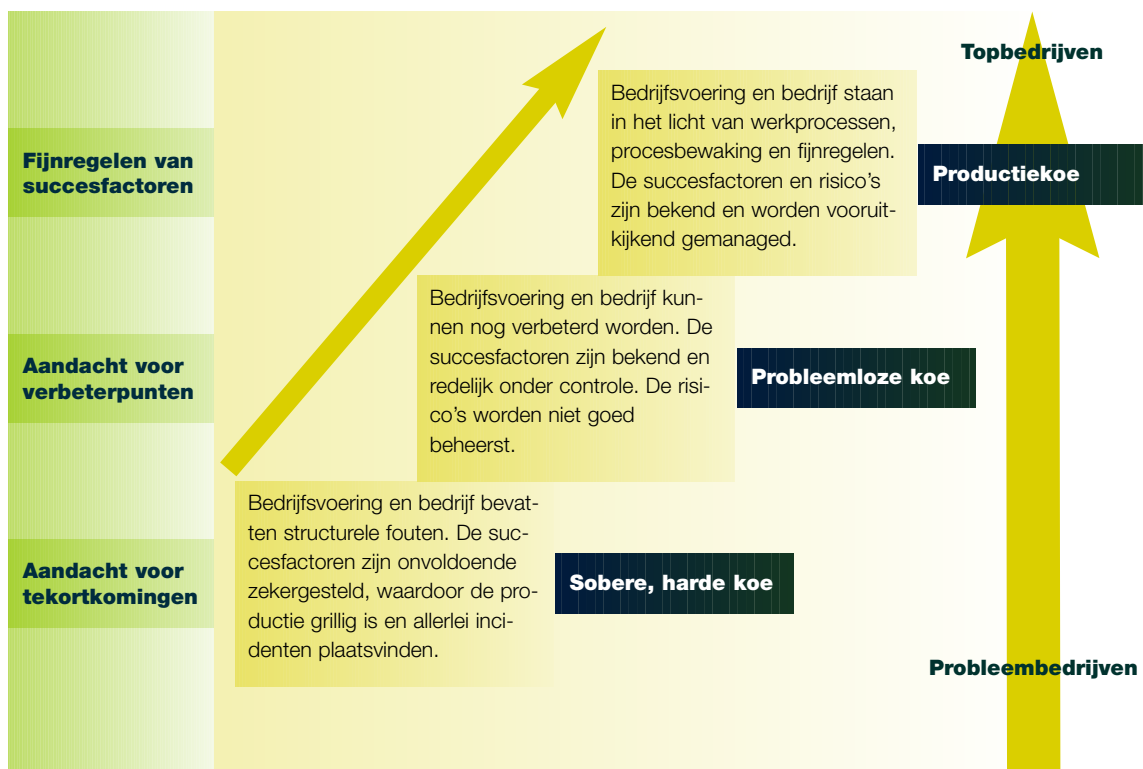 Topbedrijven
Fijnregelen van
succesfactoren
Bedrijfsvoering en bedrijf staan
in het licht van werkprocessen,
procesbewaking en fijnregelen.
De succesfactoren en risico's
zijn bekend en worden vooruit-
kijkend gemanaged.
Productiekoe
Aandacht voor
verbeterpunten
Bedrijfsvoering en bedrijf kun-
nen nog verbeterd worden. De
succesfactoren zijn bekend en
redelijk onder controle. De risi-
co's worden niet goed
beheerst.
Probleemloze koe
Aandacht voor
tekortkomingen
Bedrijfsvoering en bedrijf bevat-
ten structurele fouten. De suc-
cesfactoren zijn onvoldoende
zekergesteld, waardoor de pro-
ductie grillig is en allerlei inci-
denten plaatsvinden.
Sobere, harde koe
Probleembedrijven